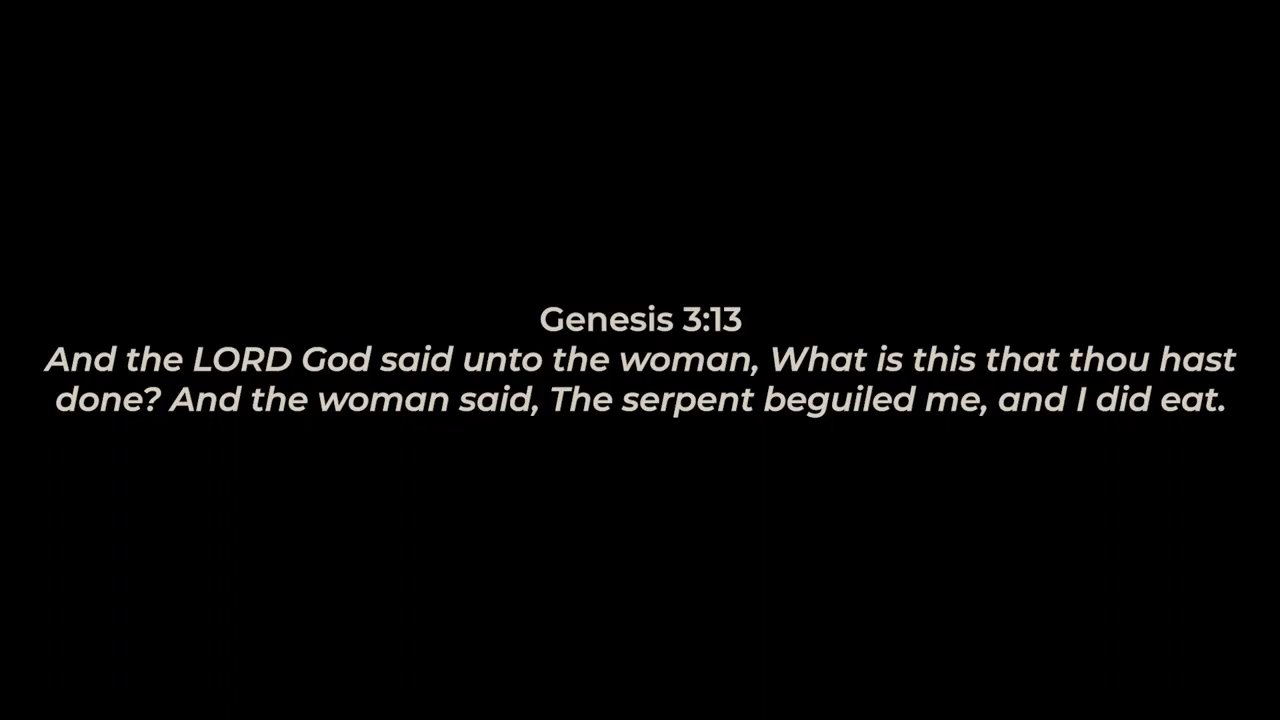 Genesis 3:13
And the LORD God said unto the woman, What is this that thou hast
done? And the woman said, The serpent beguiled me, and I did eat.